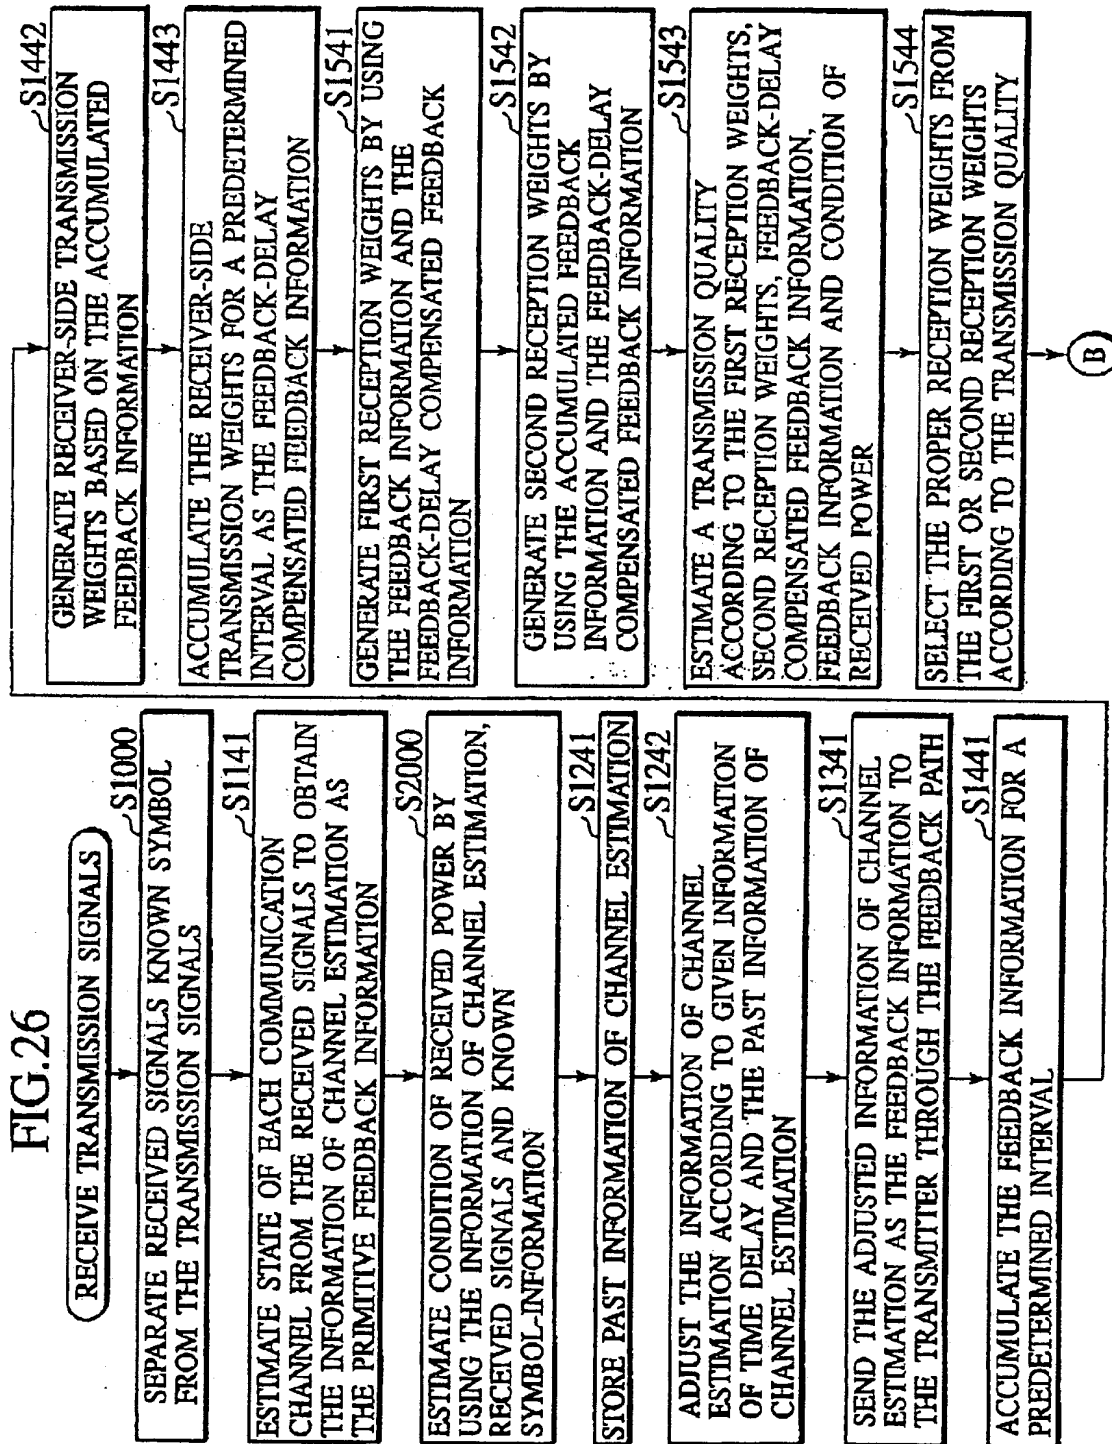 FIG.26
RECEIVE TRANSMISSION SIGNALS
S1000
SEPARATE RECEIVED SIGNALS KNOWN SYMBOL
FROM THE TRANSMISSION SIGNALS
S1141
ESTIMATE STATE OF EACH COMMUNICATION
CHANNEL FROM THE RECEIVED SIGNALS TO OBTAIN
THE INFORMATION OF CHANNEL ESTIMATION AS
THE PRIMITIVE FEEDBACK INFORMATION
S2000
ESTIMATE CONDITION OF RECEIVED POWER BY
USING THE INFORMATION OF CHANNEL ESTIMATION,
RECEIVED SIGNALS AND KNOWN
SYMBOL-INFORMATION
S1241
STORE PAST INFORMATION OF CHANNEL ESTIMATION
S1242
ADJUST THE INFORMATION OF CHANNEL
ESTIMATION ACCORDING TO GIVEN INFORMATION
OF TIME DELAY AND THE PAST INFORMATION OF
CHANNEL ESTIMATION
S1341
SEND THE ADJUSTED INFORMATION OF CHANNEL
ESTIMATION AS THE FEEDBACK INFORMATION TO
THE TRANSMITTER THROUGH THE FEEDBACK PATH
S1441
ACCUMULATE THE FEEDBACK INFORMATION FOR A
PREDETERMINED INTERVAL
S1442
GENERATE RECEIVER-SIDE TRANSMISSION
WEIGHTS BASED ON THE ACCUMULATED
FEEDBACK INFORMATION
S1443
ACCUMULATE THE RECEIVER-SIDE
TRANSMISSION WEIGHTS FOR A PREDETERMINED
INTERVAL AS THE FEEDBACK-DELAY
COMPENSATED FEEDBACK INFORMATION
S1541
GENERATE FIRST RECEPTION WEIGHTS BY USING
THE FEEDBACK INFORMATION AND THE
FEEDBACK-DELAY COMPENSATED FEEDBACK
INFORMATION
S1542
GENERATE SECOND RECEPTION WEIGHTS BY
USING THE ACCUMULATED FEEDBACK
INFORMATION AND THE FEEDBACK-DELAY
COMPENSATED FEEDBACK INFORMATION
S1543
ESTIMATE A TRANSMISSION QUALITY
ACCORDING TO THE FIRST RECEPTION WEIGHTS,
SECOND RECEPTION WEIGHTS, FEEDBACK-DELAY
COMPENSATED FEEDBACK INFORMATION,
FEEDBACK INFORMATION AND CONDITION OF
RECEIVED POWER
S1544
SELECT THE PROPER RECEPTION WEIGHTS FROM
THE FIRST OR SECOND RECEPTION WEIGHTS
ACCORDING TO THE TRANSMISSION QUALITY
B